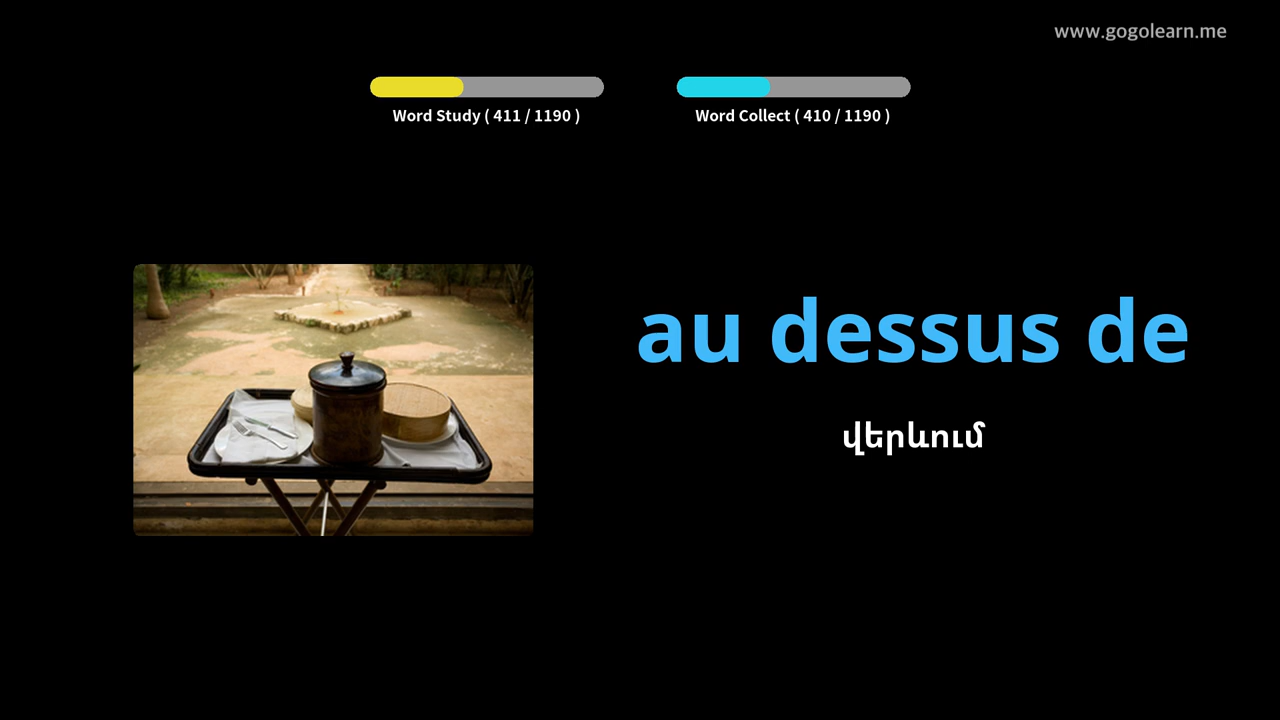 www.gogolearn.me
Word Study ( 411 / 1190 )
Word Collect ( 410 / 1190 )
au dessus de
վերևում